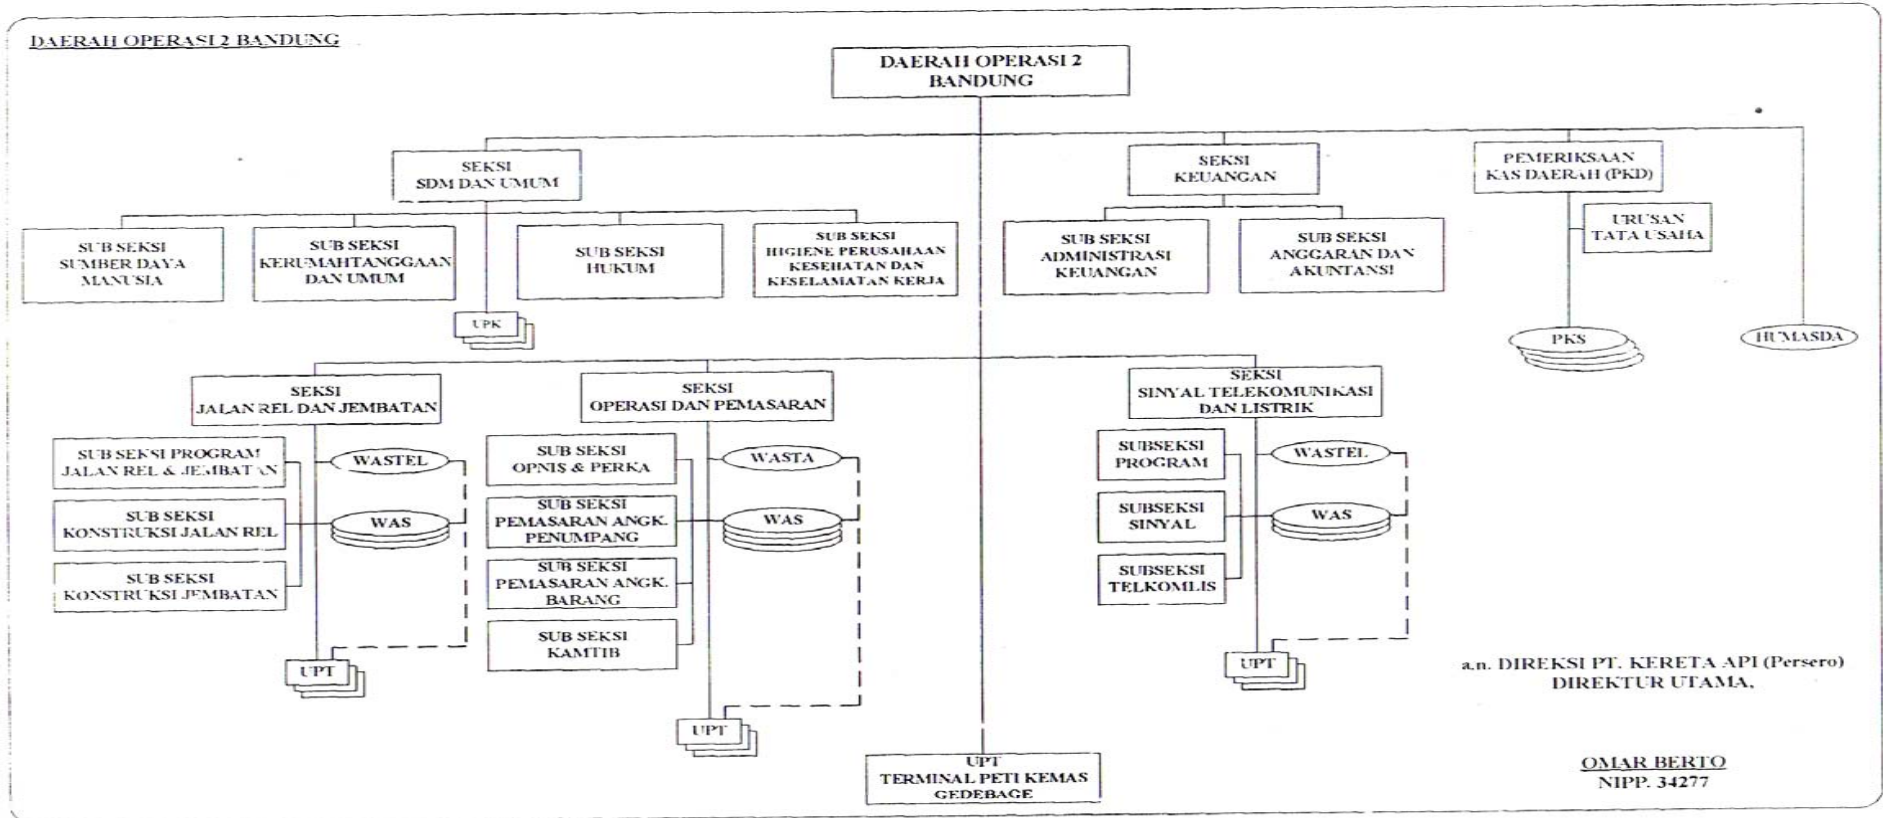 DAERAH OPERASI 2 BANDUNG
DAERAH OPERASI 2
BANDUNG
SEKSI
SDM DAN UMUM
SEKSI
KEUANGAN
PEMERIKSAAN
KAS DAERAH (PKD)
URUSAN
TATA USAHA
SUB SEKSI
SUMBER DAYA
MANUSIA
SUB SEKSI
KERUMAHTANGGAAN
DAN UMUM
SUB SEKSI
HUKUM
SUB SEKSI
HIGIENE PERUSAHAAN
KESEHATAN DAN
KESELAMATAN KERJA
SUB SEKSI
ADMINISTRASI
KEUANGAN
SUB SEKSI
ANGGARAN DAN
AKUNTANSI
UPK
PKS
HUMASDA
SEKSI
JALAN REL DAN JEMBATAN
SUB SEKSI PROGRAM
JALAN REL & JEMBATAN
SUB SEKSI
KONSTRUKSI JALAN REL
SUB SEKSI
KONSTRUKSI JEMBATAN
WASTEL
WAS
UPT
SEKSI
OPERASI DAN PEMASARAN
SUB SEKSI
OPNIS & PERKA
SUB SEKSI
PEMASARAN ANGK.
PENUMPANG
SUB SEKSI
PEMASARAN ANGK.
BARANG
SUB SEKSI
KAMTIB
WASTA
WAS
UPT
SEKSI
SINYAL TELEKOMUNIKASI
DAN LISTRIK
SUBSEKSI
PROGRAM
SUBSEKSI
SINYAL
SUBSEKSI
TELKOMLIS
WASTEL
WAS
UPT
UPT
TERMINAL PETI KEMAS
GEDEBAGE
a.n. DIREKSI PT. KERETA API (Persero)
DIREKTUR UTAMA,
OMAR BERTO
NIPP. 34277